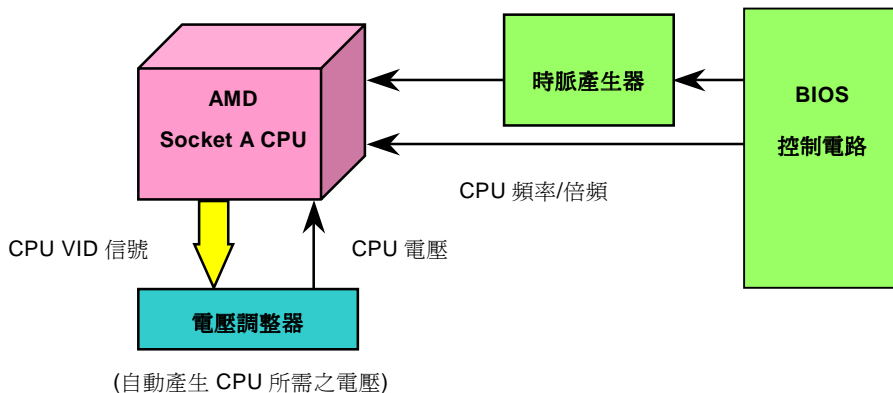 AMD
Socket A CPU
時脈產生器
BIOS
控制電路
CPU 頻率/倍頻
CPU VID 信號
CPU 電壓
電壓調整器
(自動產生 CPU 所需之電壓)